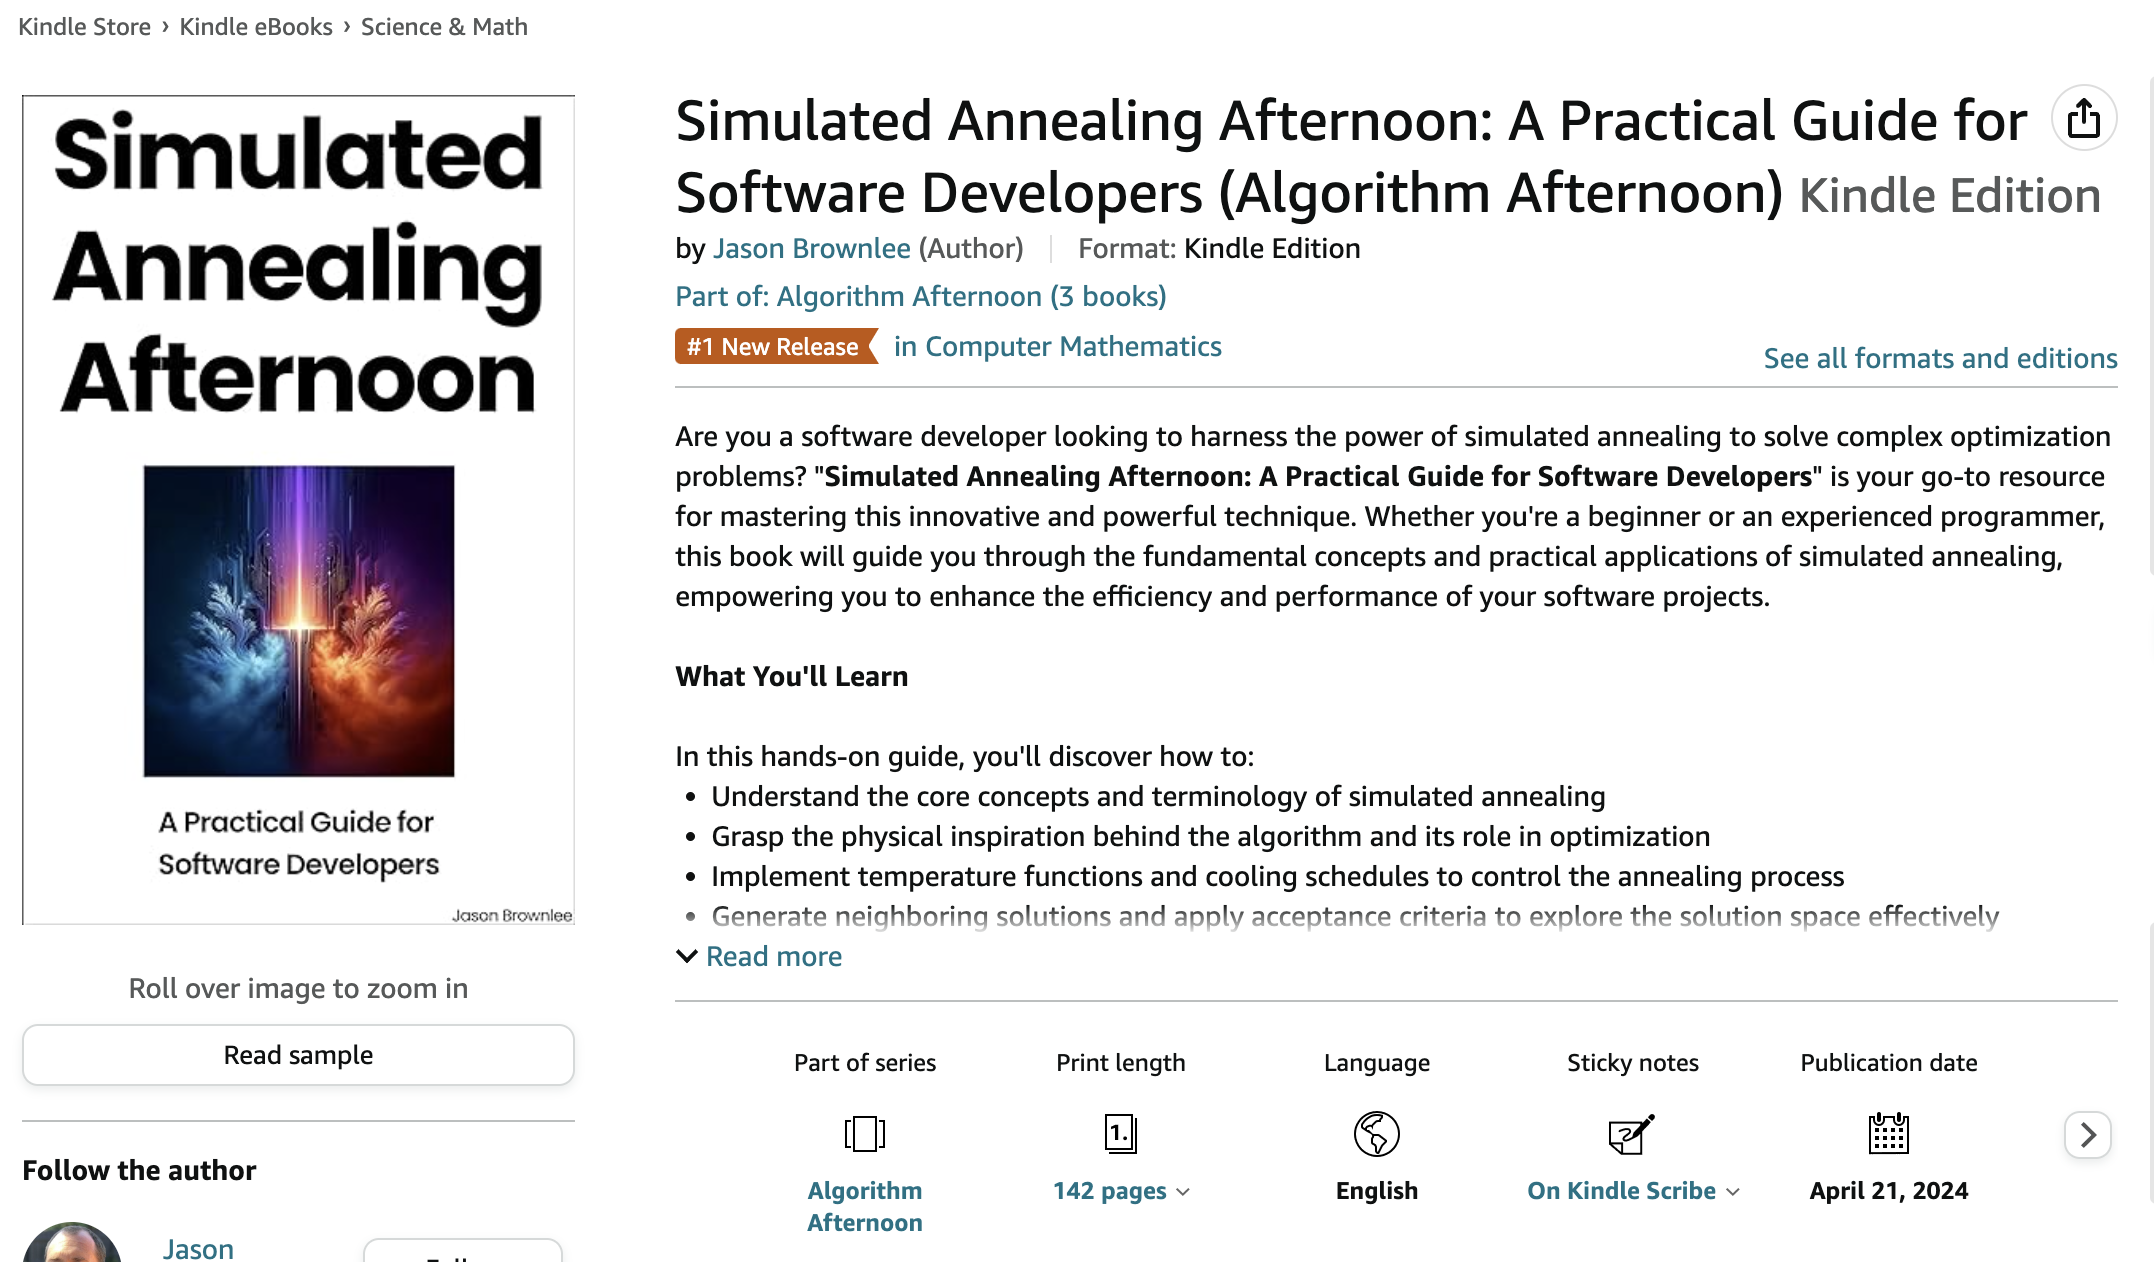 Kindle Store › Kindle eBooks › Science & Math
Simulated
Annealing
Afternoon
A Practical Guide for
Software Developers
Jason Brownlee
Roll over image to zoom in
Read sample
Follow the author
Jason
Simulated Annealing Afternoon: A Practical Guide for
Software Developers (Algorithm Afternoon) Kindle Edition
by Jason Brownlee (Author) | Format: Kindle Edition
Part of: Algorithm Afternoon (3 books)
#1 New Release in Computer Mathematics
See all formats and editions
Are you a software developer looking to harness the power of simulated annealing to solve complex optimization
problems? "Simulated Annealing Afternoon: A Practical Guide for Software Developers" is your go-to resource
for mastering this innovative and powerful technique. Whether you're a beginner or an experienced programmer,
this book will guide you through the fundamental concepts and practical applications of simulated annealing,
empowering you to enhance the efficiency and performance of your software projects.
What You'll Learn
In this hands-on guide, you'll discover how to:
• Understand the core concepts and terminology of simulated annealing
• Grasp the physical inspiration behind the algorithm and its role in optimization
• Implement temperature functions and cooling schedules to control the annealing process
• Generate neighboring solutions and apply acceptance criteria to explore the solution space effectively
Read more
Part of series
Algorithm
Afternoon
Print length
1.
142 pages
Language
English
Sticky notes
On Kindle Scribe
Publication date
April 21, 2024